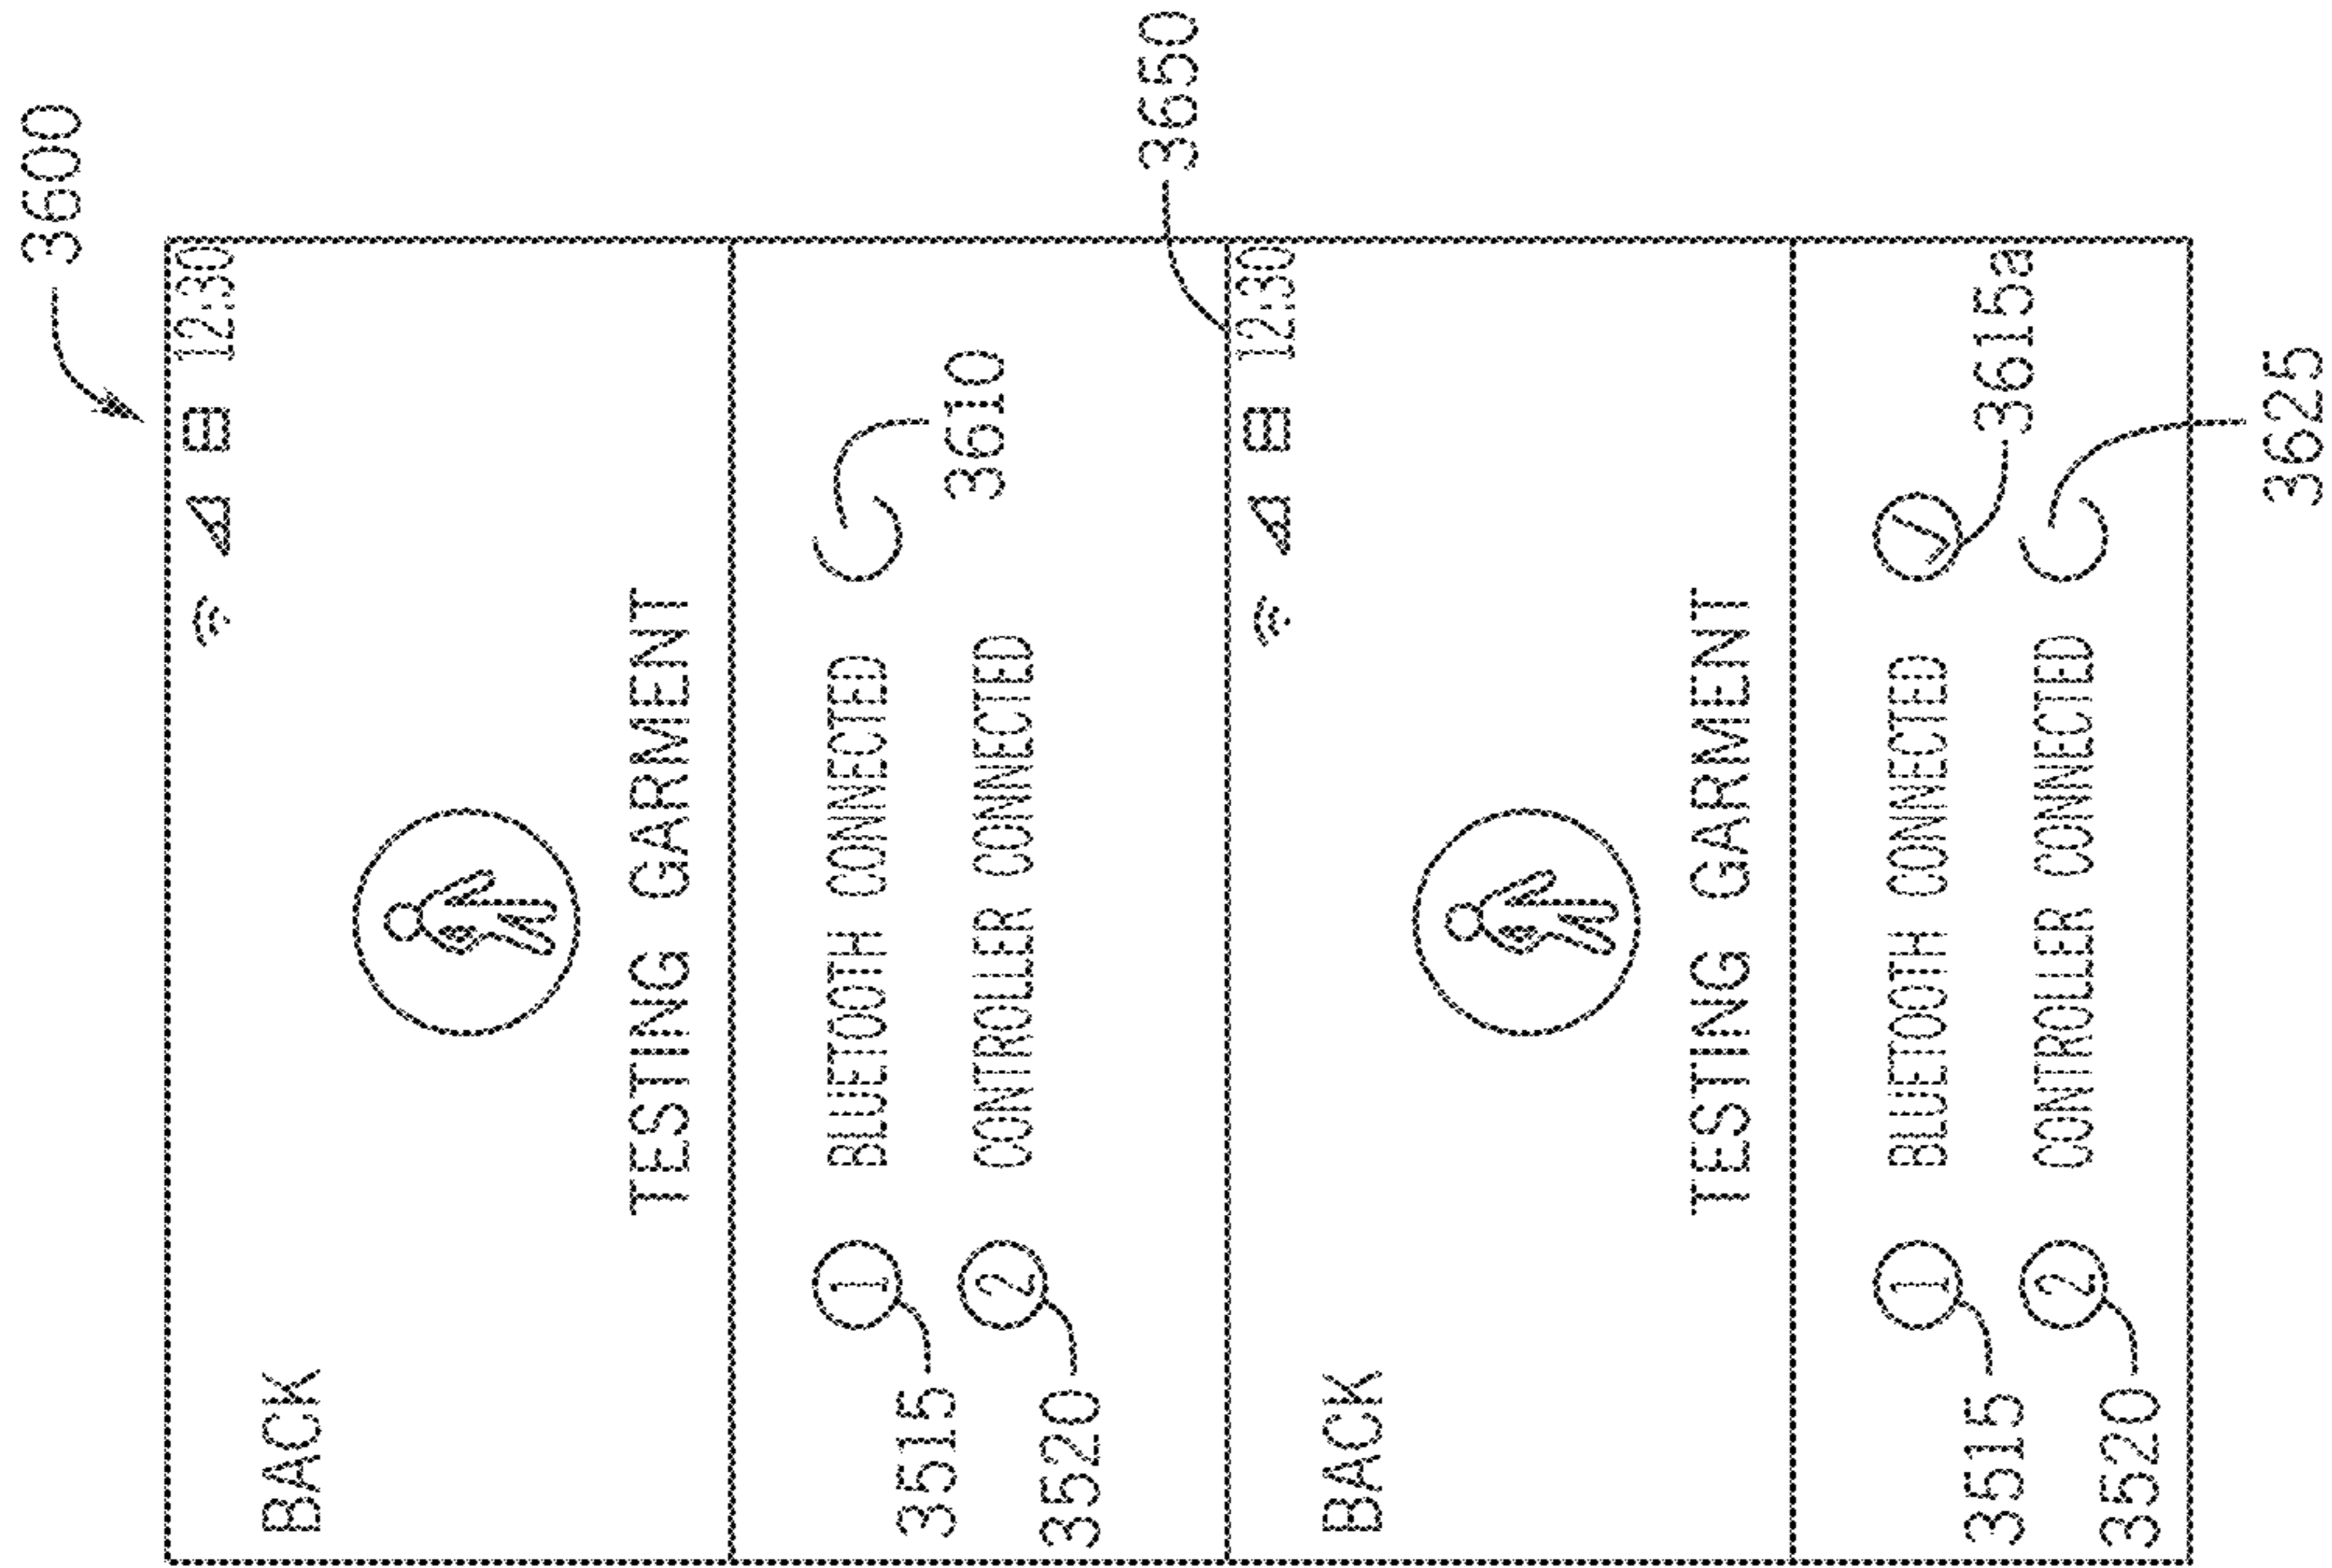 3600
12:30
BACK
TESTING GARMENT
1 BLUETOOTH CONNECTED
3515
3610
2 CONTROLLER CONNECTED
3520
3650
12:30
BACK
TESTING GARMENT
1 BLUETOOTH CONNECTED
3515
3615a
2 CONTROLLER CONNECTED
3520
3625